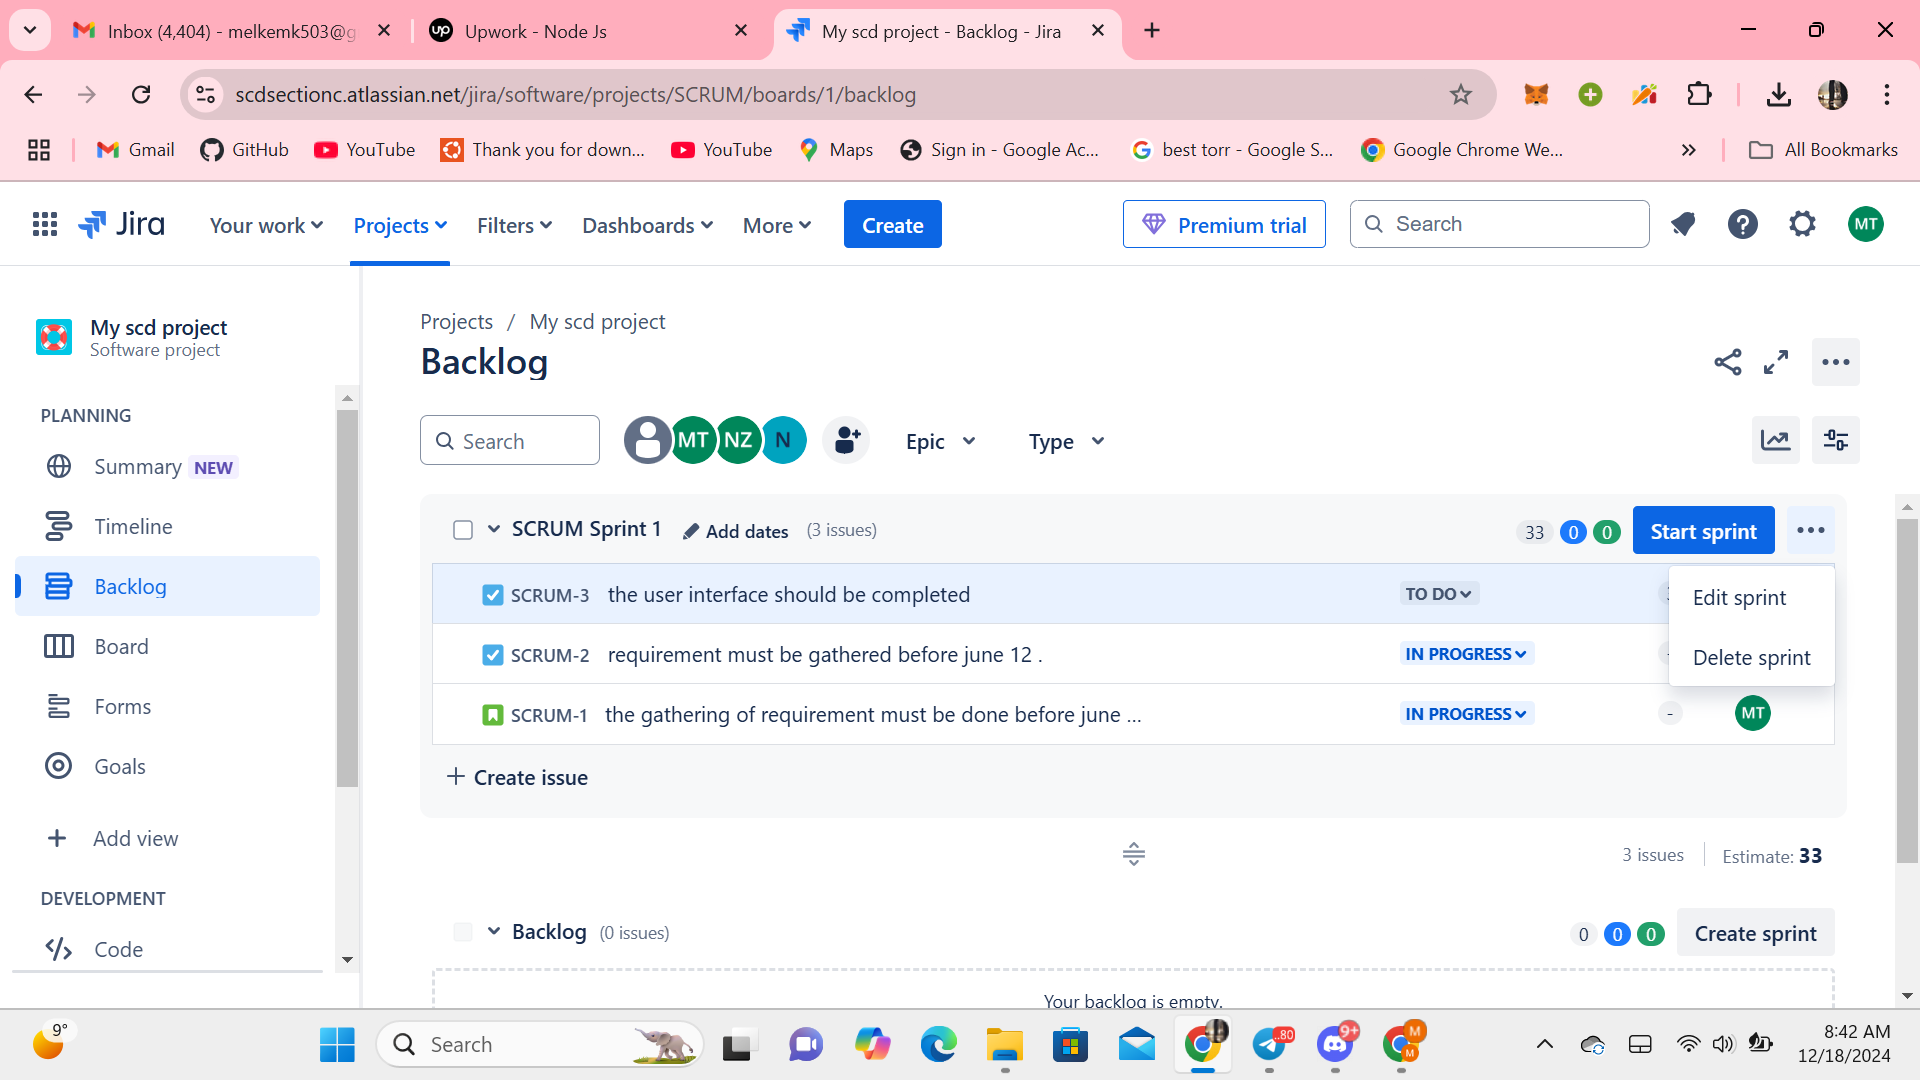 Inbox (4,404) - melkemk503@g
Upwork - Node Js
My scd project - Backlog - Jira
scdsectionc.atlassian.net/jira/software/projects/SCRUM/boards/1/backlog
Gmail
GitHub
YouTube
Thank you for down...
YouTube
Maps
Sign in - Google Ac...
best torr - Google S...
Google Chrome We...
All Bookmarks
Jira
Your work
Projects
Filters
Dashboards
More
Create
Premium trial
Search
MT
My scd project
Software project
PLANNING
Summary NEW
Timeline
Backlog
Board
Forms
Goals
Add view
DEVELOPMENT
Code
Projects / My scd project
Backlog
Search
MT NZ N
Epic
Type
SCRUM Sprint 1 Add dates (3 issues)
33 0 0 Start sprint
SCRUM-3 the user interface should be completed TO DO
Edit sprint
SCRUM-2 requirement must be gathered before june 12 . IN PROGRESS
Delete sprint
SCRUM-1 the gathering of requirement must be done before june ... IN PROGRESS - MT
+ Create issue
3 issues Estimate: 33
Backlog (0 issues)
0 0 0 Create sprint
Your backlog is empty.
9°
Search
..80
9+
M
M
8:42 AM
12/18/2024